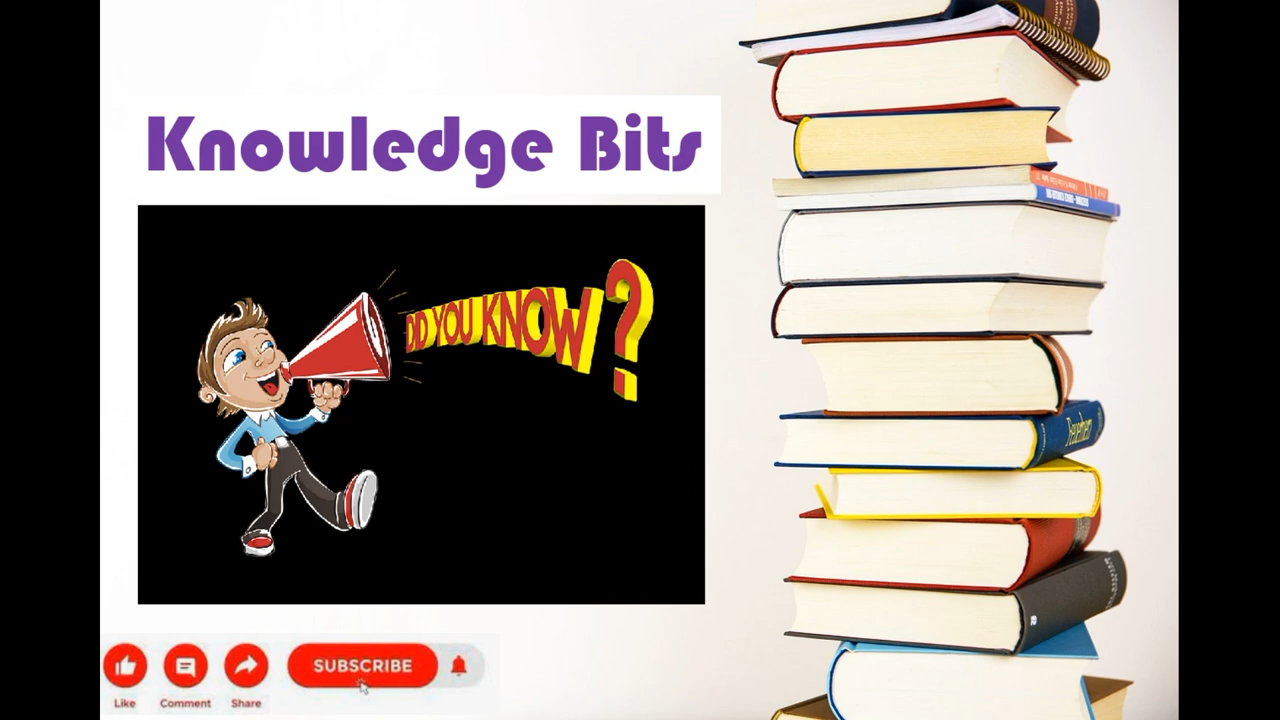 Knowledge Bits
DID YOU KNOW?
SUBSCRIBE
Like
Comment
Share